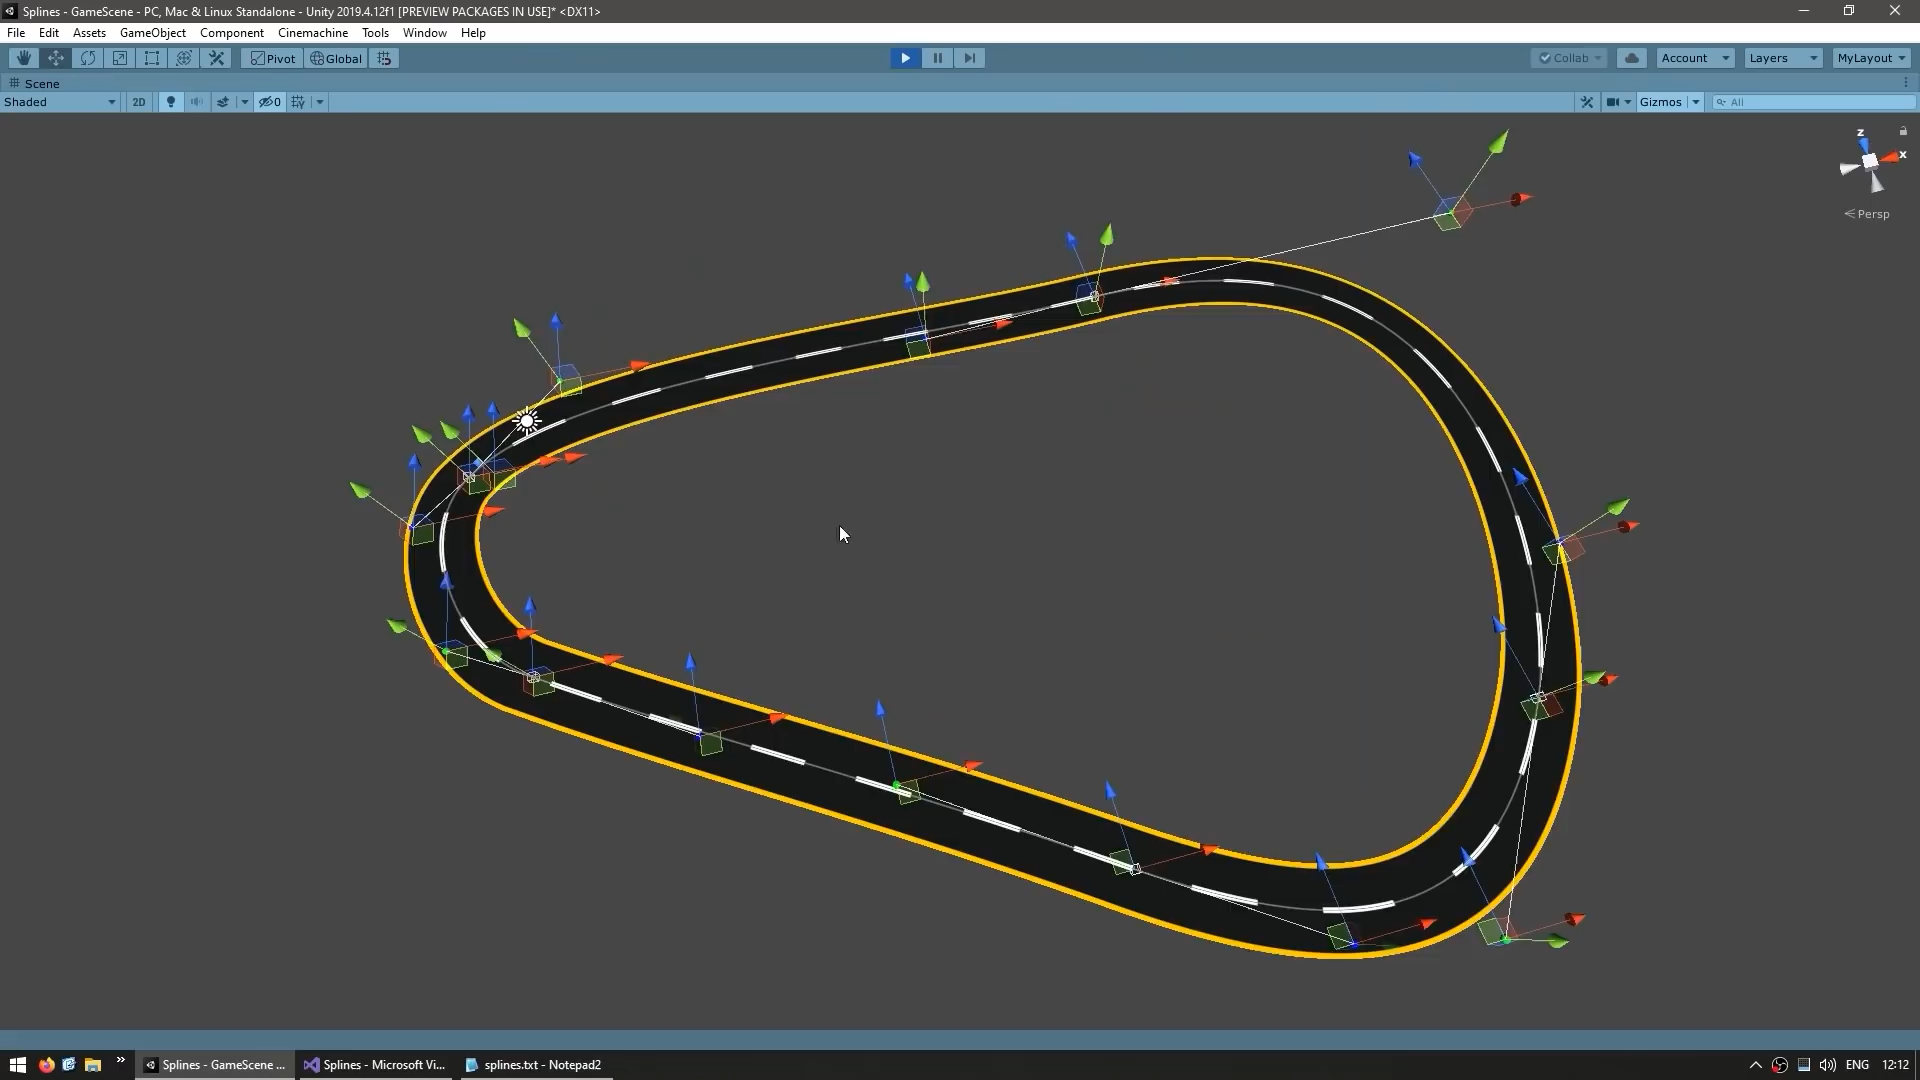 Splines - GameScene - PC, Mac & Linux Standalone - Unity 2019.4.12f1 [PREVIEW PACKAGES IN USE]* <DX11>
File Edit Assets GameObject Component Cinemachine Tools Window Help
Pivot Global Collab Account Layers MyLayout
Scene
Shaded 2D 0 Gizmos All
z
x
Persp
Splines - GameScene ... Splines - Microsoft Vi... splines.txt - Notepad2 ENG 12:12